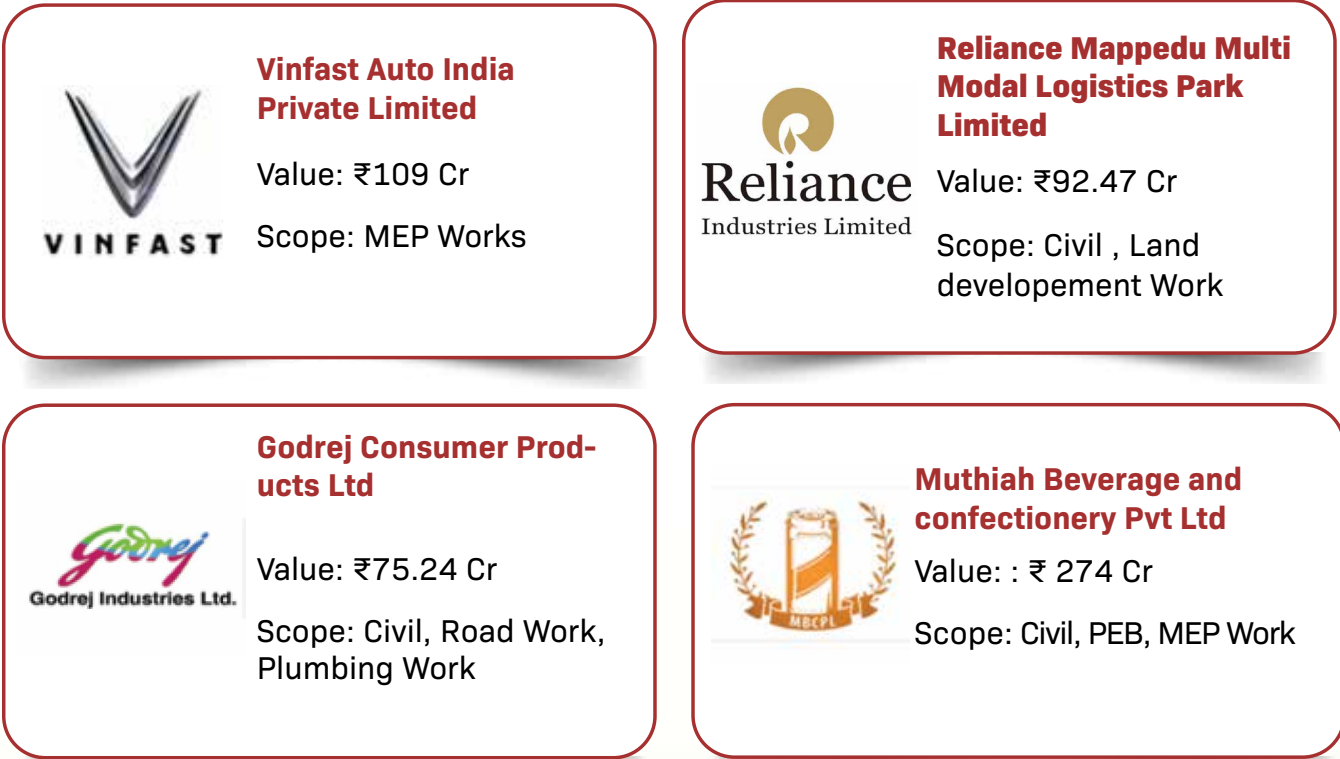 VINFAST
Vinfast Auto India
Private Limited
Value: ₹109 Cr
Scope: MEP Works
Reliance
Industries Limited
Reliance Mappedu Multi
Modal Logistics Park
Limited
Value: ₹92.47 Cr
Scope: Civil , Land
developement Work
Godrej
Godrej Industries Ltd.
Godrej Consumer Prod-
ucts Ltd
Value: ₹75.24 Cr
Scope: Civil, Road Work,
Plumbing Work
MBCPL
Muthiah Beverage and
confectionery Pvt Ltd
Value: : ₹ 274 Cr
Scope: Civil, PEB, MEP Work